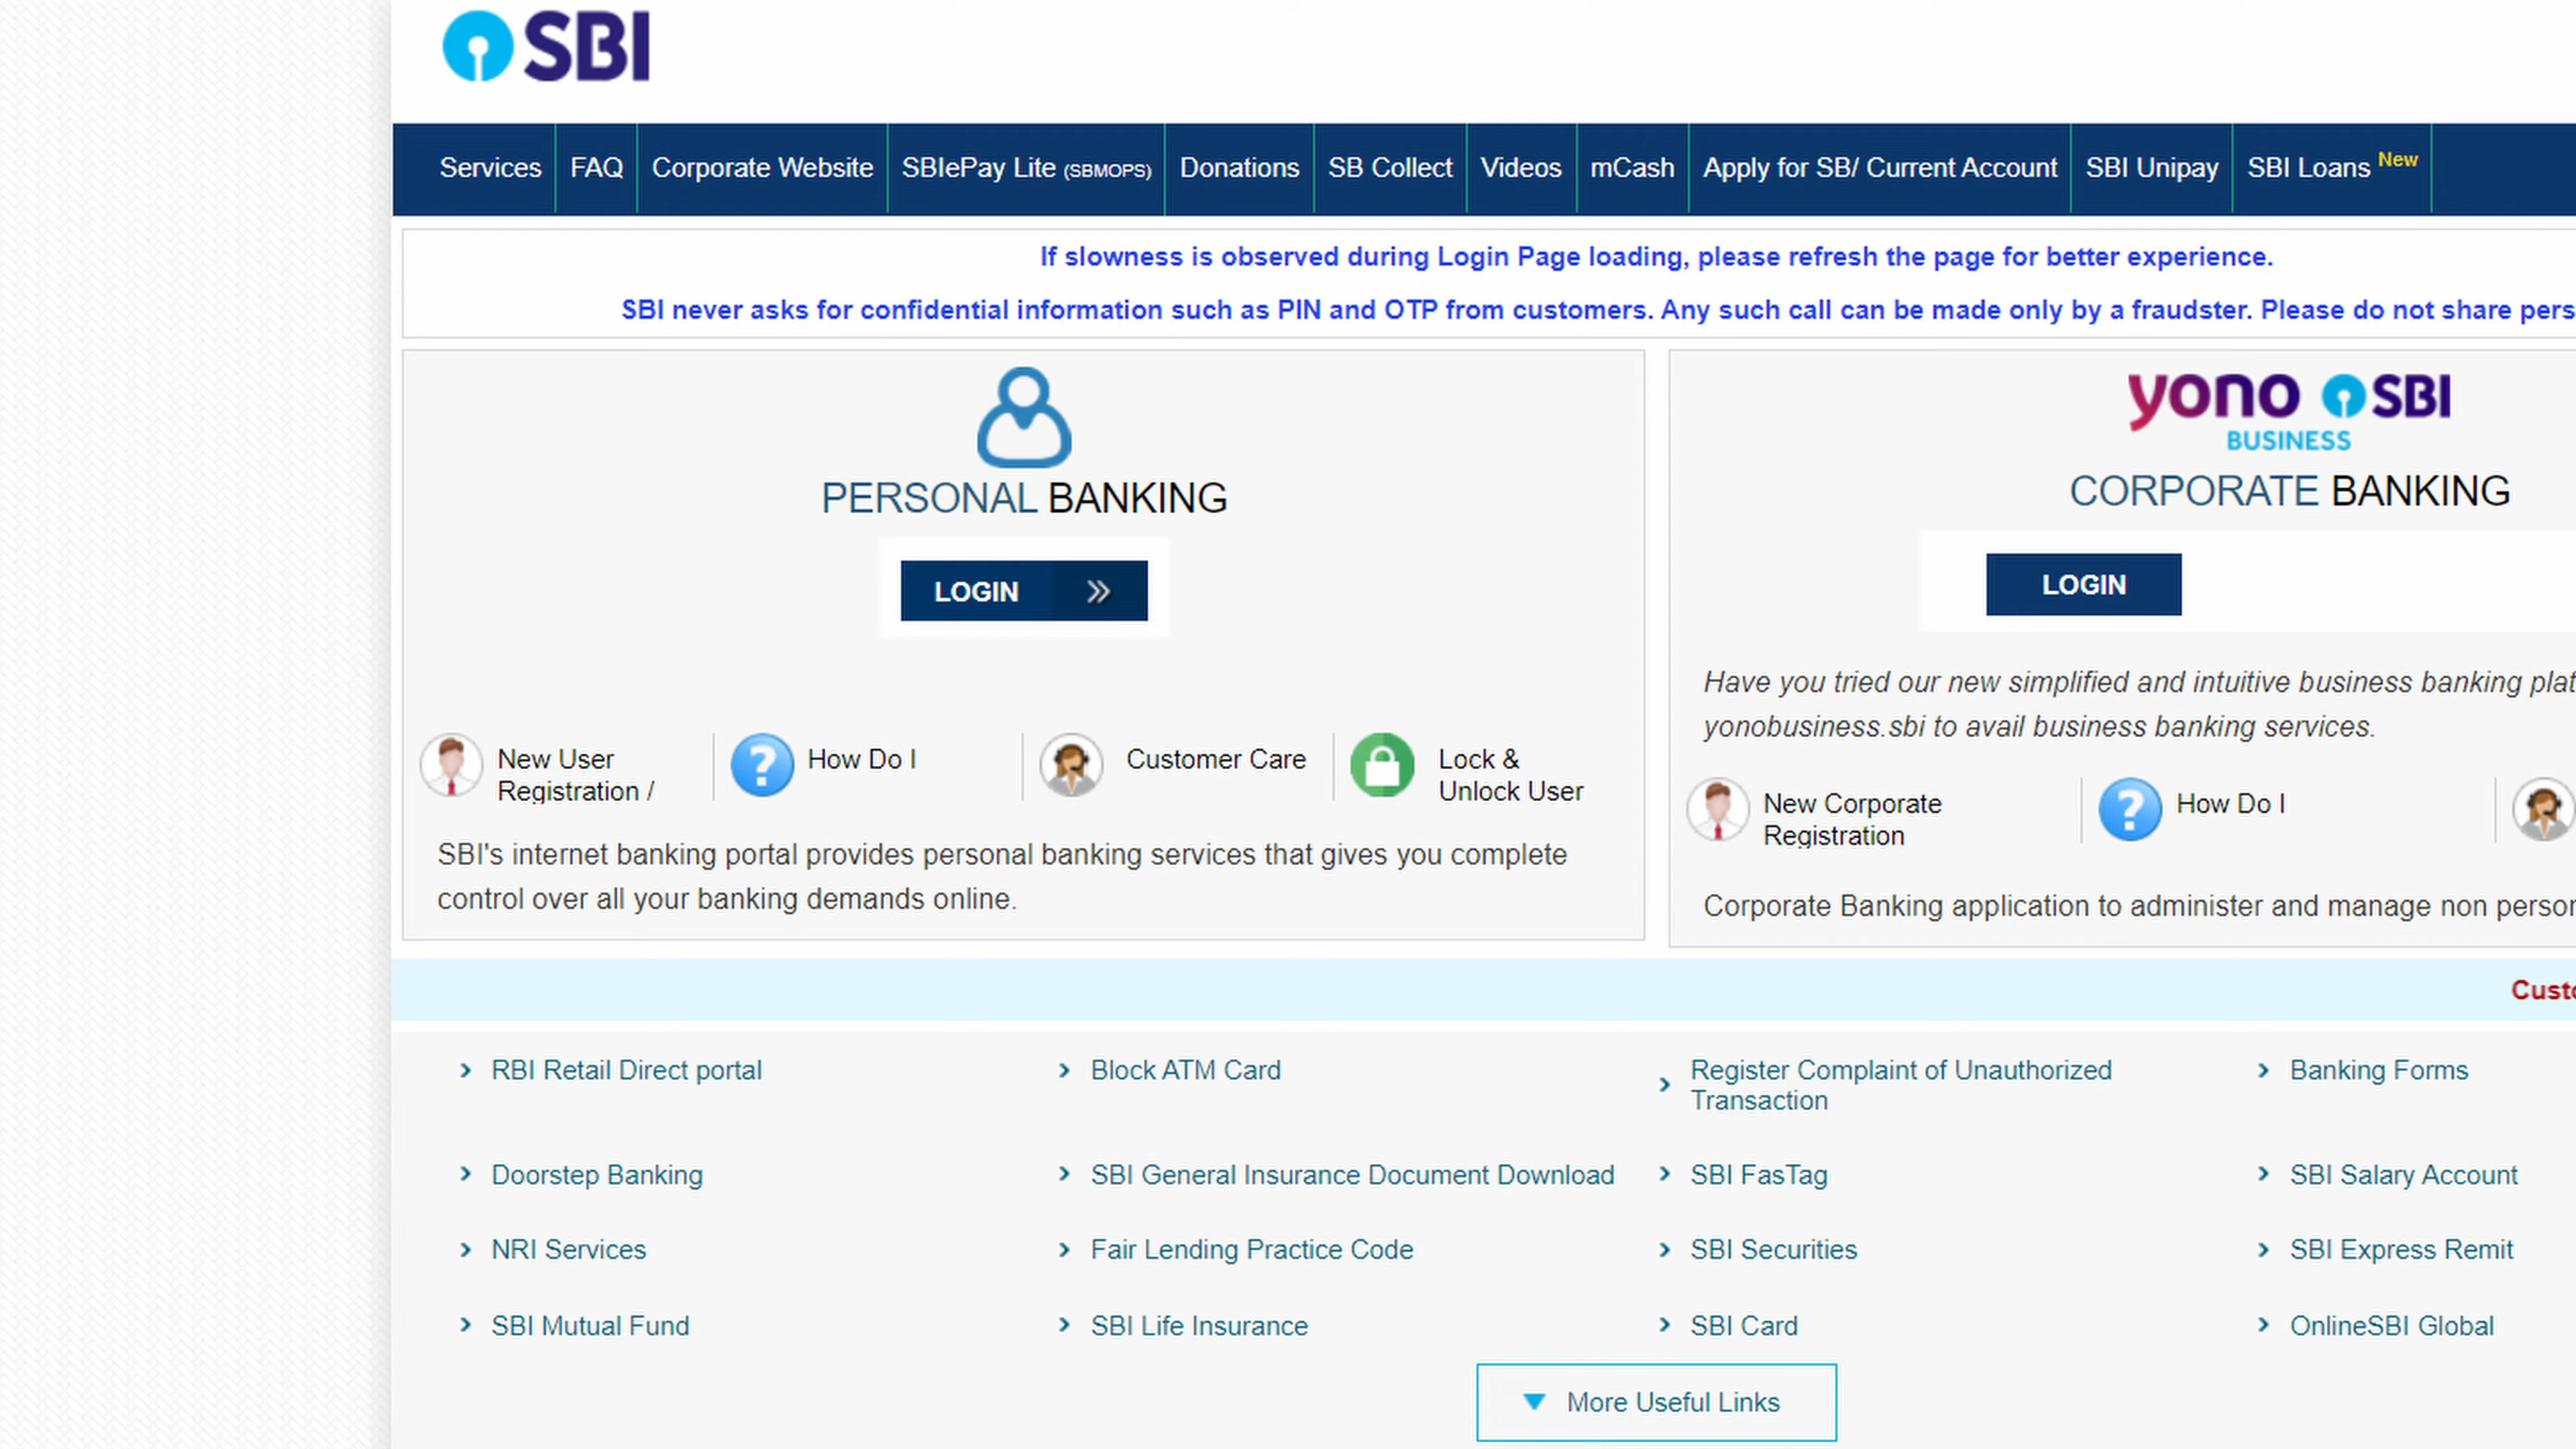 SBI
Services FAQ Corporate Website SBIePay Lite (SBMOPS) Donations SB Collect Videos mCash Apply for SB/ Current Account SBI Unipay SBI Loans New
If slowness is observed during Login Page loading, please refresh the page for better experience.
SBI never asks for confidential information such as PIN and OTP from customers. Any such call can be made only by a fraudster. Please do not share
PERSONAL BANKING
LOGIN
New User
Registration /
How Do I
Customer Care
Lock &
Unlock User
SBI's internet banking portal provides personal banking services that gives you complete
control over all your banking demands online.
yono SBI
BUSINESS
CORPORATE BANKING
LOGIN
Have you tried our new simplified and intuitive business banking
yonobusiness.sbi to avail business banking services.
New Corporate
Registration
How Do I
Corporate Banking application to administer and manage non
RBI Retail Direct portal
Block ATM Card
Register Complaint of Unauthorized
Transaction
Banking Forms
Doorstep Banking
SBI General Insurance Document Download
SBI FasTag
SBI Salary Account
NRI Services
Fair Lending Practice Code
SBI Securities
SBI Express Remit
SBI Mutual Fund
SBI Life Insurance
SBI Card
OnlineSBI Global
More Useful Links